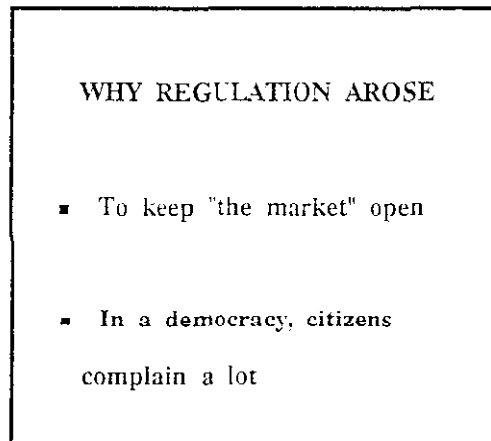 WHY REGULATION AROSE
▪ To keep "the market" open
▪ In a democracy, citizens
complain a lot